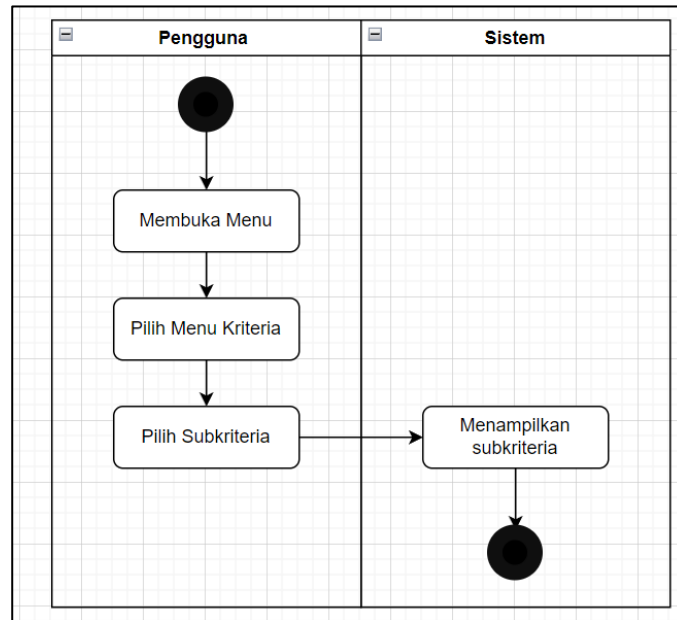 Pengguna
Sistem
Membuka Menu
Pilih Menu Kriteria
Pilih Subkriteria
Menampilkan
subkriteria